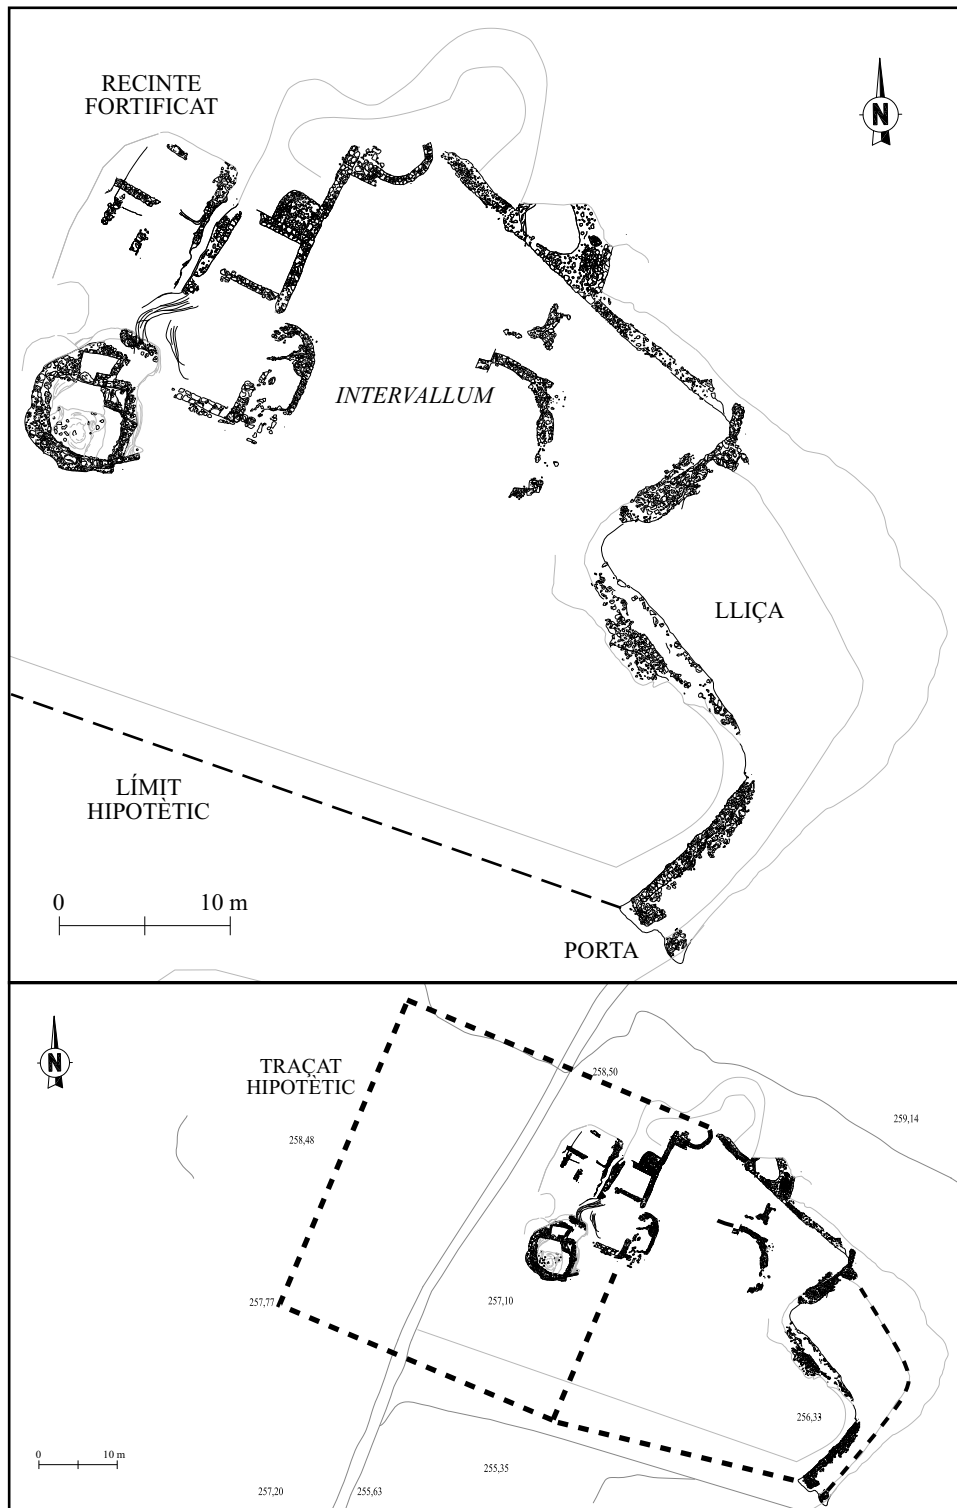 RECINTE
FORTIFICAT
N
INTERVALLUM
LLIÇA
LÍMIT
HIPOTÈTIC
0 10 m
PORTA
N
TRAÇAT
HIPOTÈTIC
258,50
259,14
258,48
257,77
257,10
256,33
0 10 m
255,35
257,20
255,63